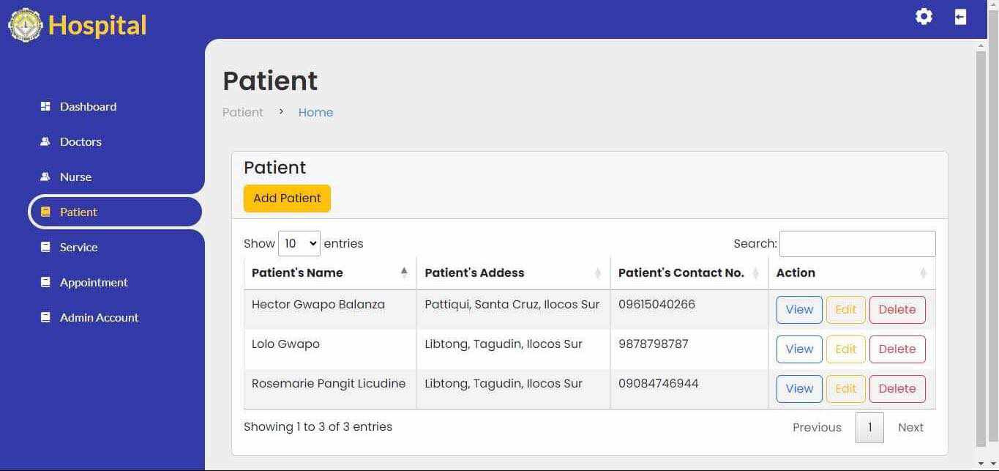 Hospital
Dashboard
Doctors
Nurse
Patient
Service
Appointment
Admin Account
Patient
Patient > Home
Patient
Add Patient
Show 10 entries Search:
Patient's Name Patient's Addess Patient's Contact No. Action
Hector Gwapo Balanza Pattiqui, Santa Cruz, Ilocos Sur 09615040266 View Edit Delete
Lolo Gwapo Libtong, Tagudin, Ilocos Sur 9878798787 View Edit Delete
Rosemarie Pangit Licudine Libtong, Tagudin, Ilocos Sur 09084746944 View Edit Delete
Showing 1 to 3 of 3 entries Previous 1 Next